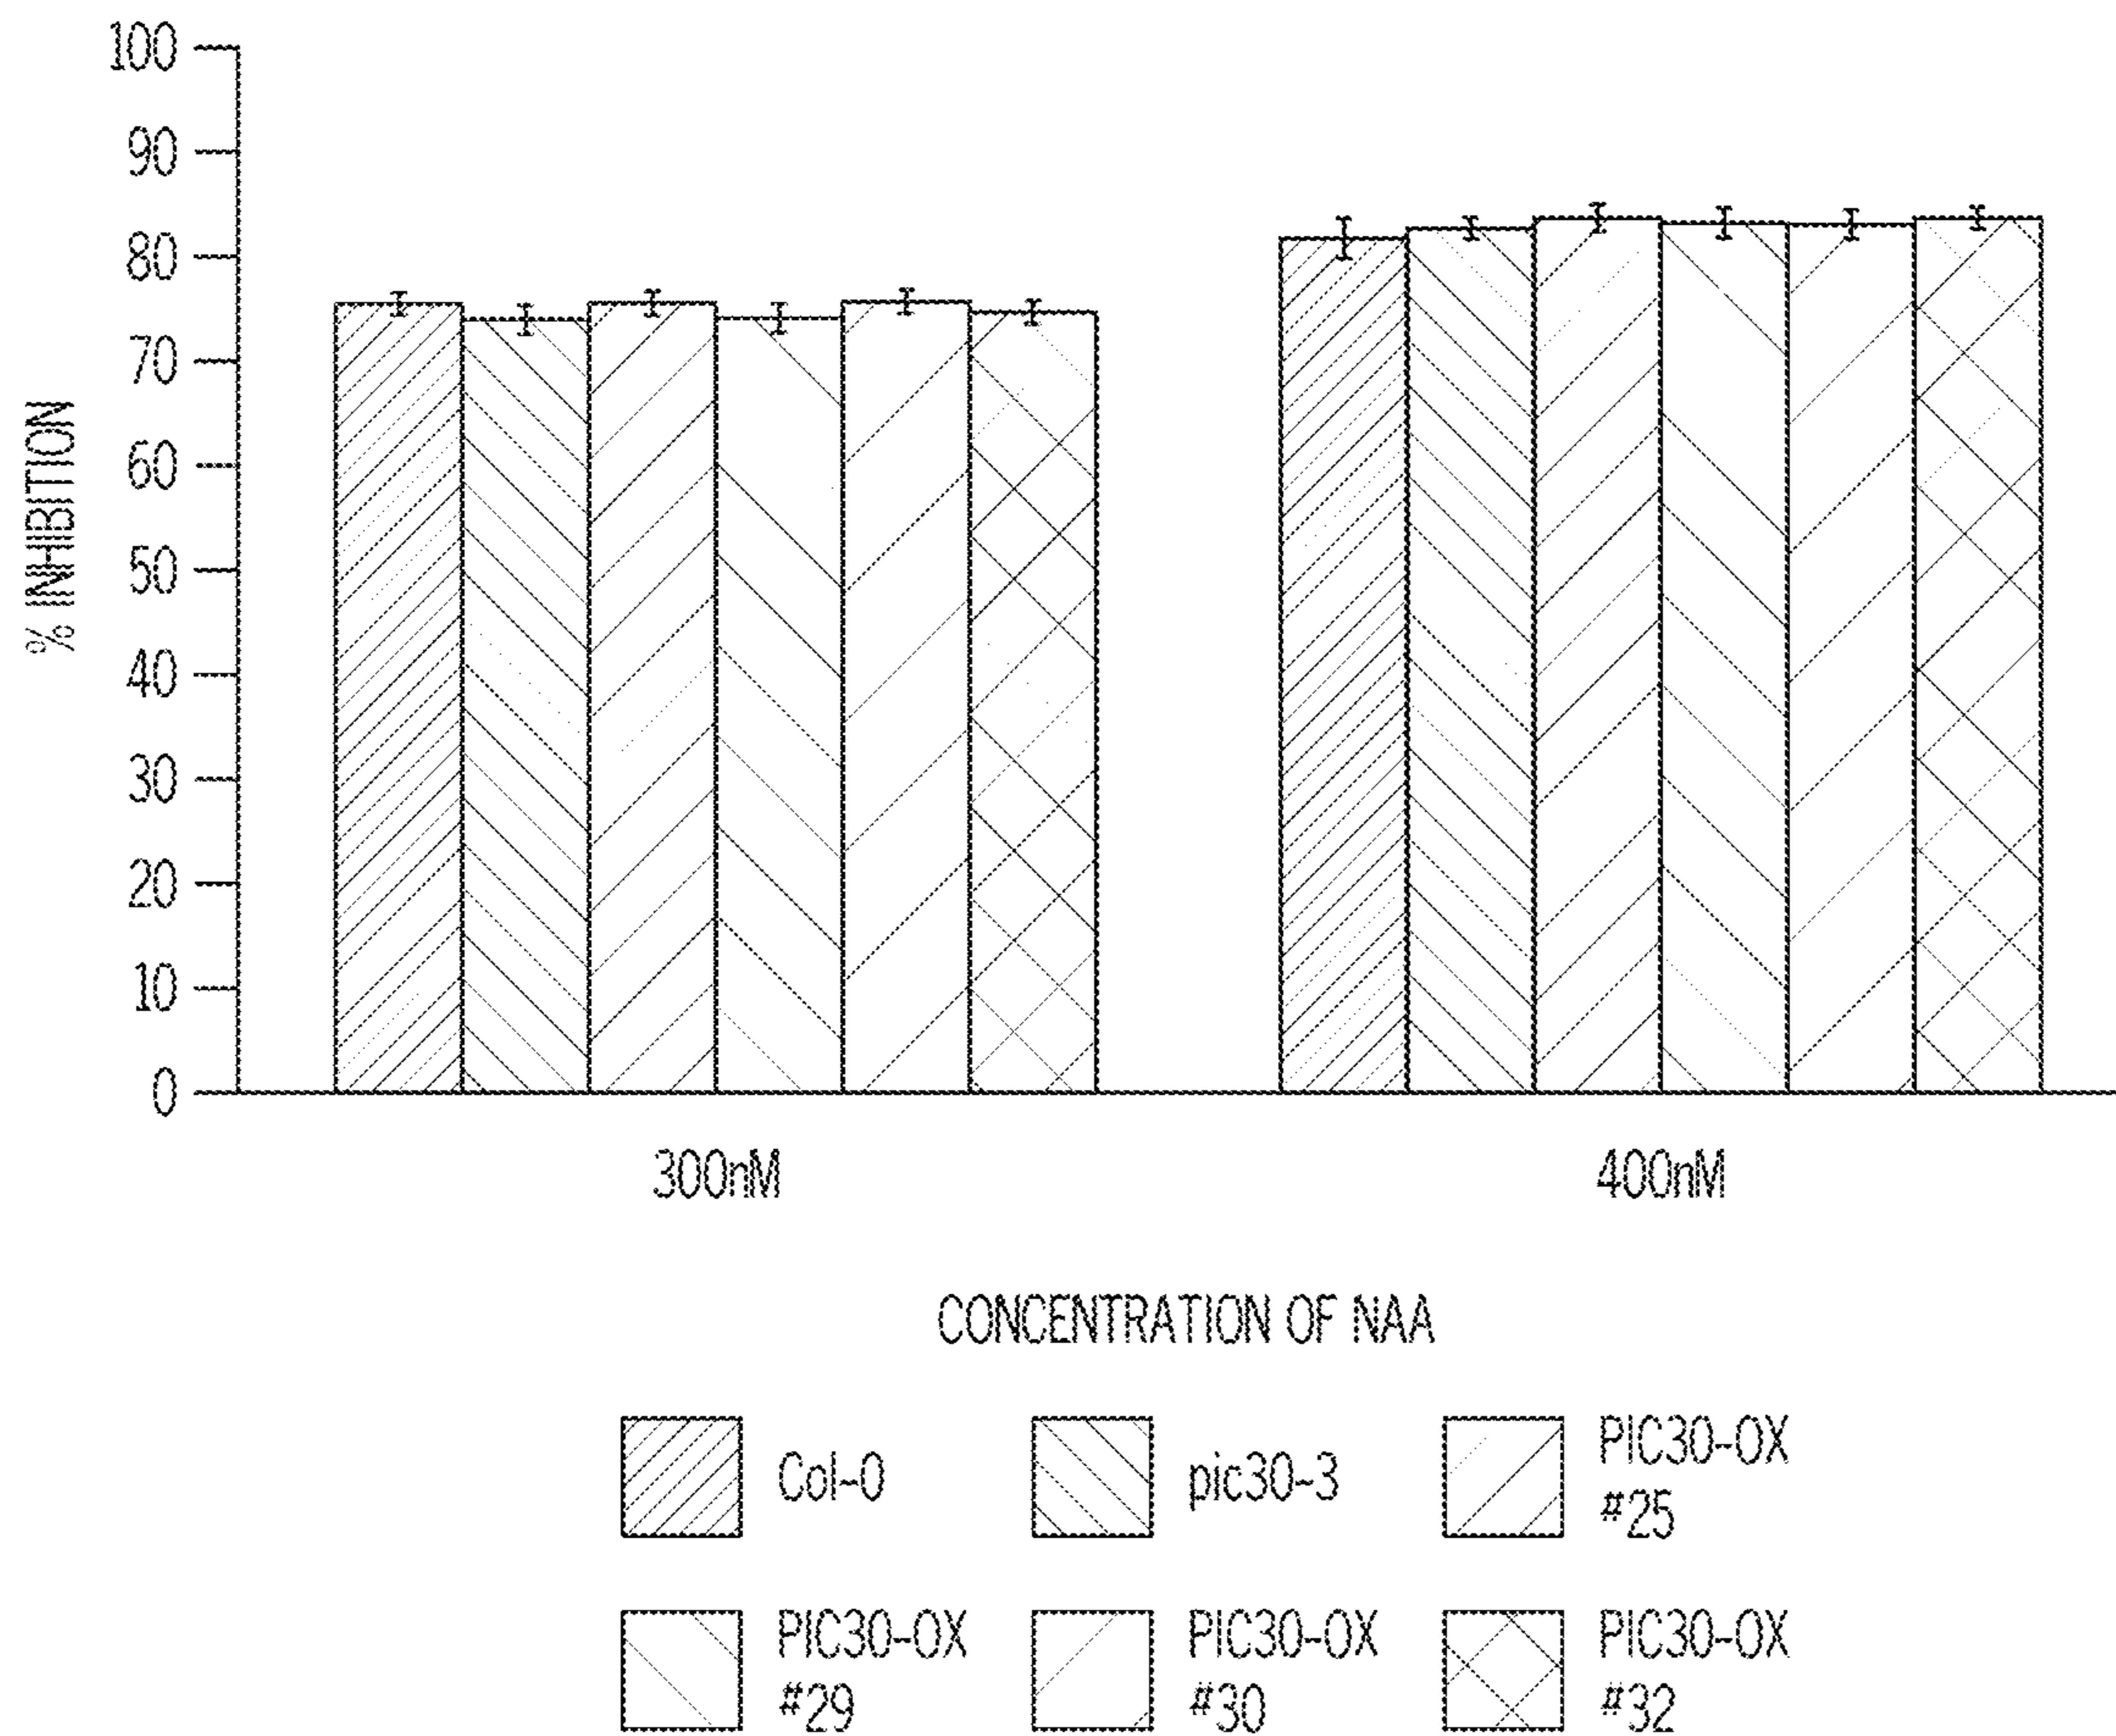 100
90
80
70
60
50
40
30
20
10
0
% INHIBITION
300nM
400nM
CONCENTRATION OF NAA
Col-0
pic30-3
PIC30-OX
#25
PIC30-OX
#29
PIC30-OX
#30
PIC30-OX
#32